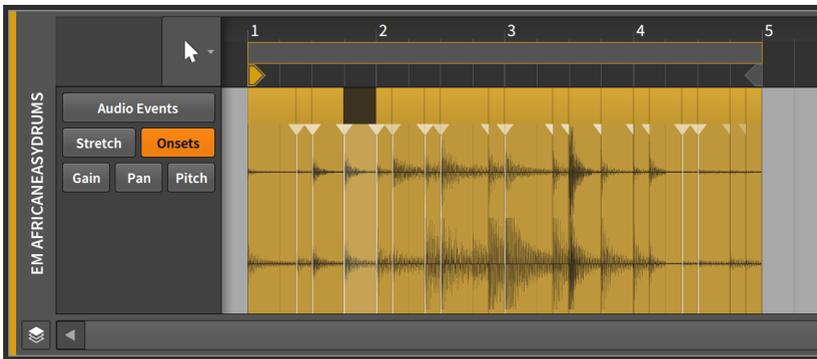 1 2 3 4 5
EM AFRICANEASYDRUMS
Audio Events
Stretch Onsets
Gain Pan Pitch